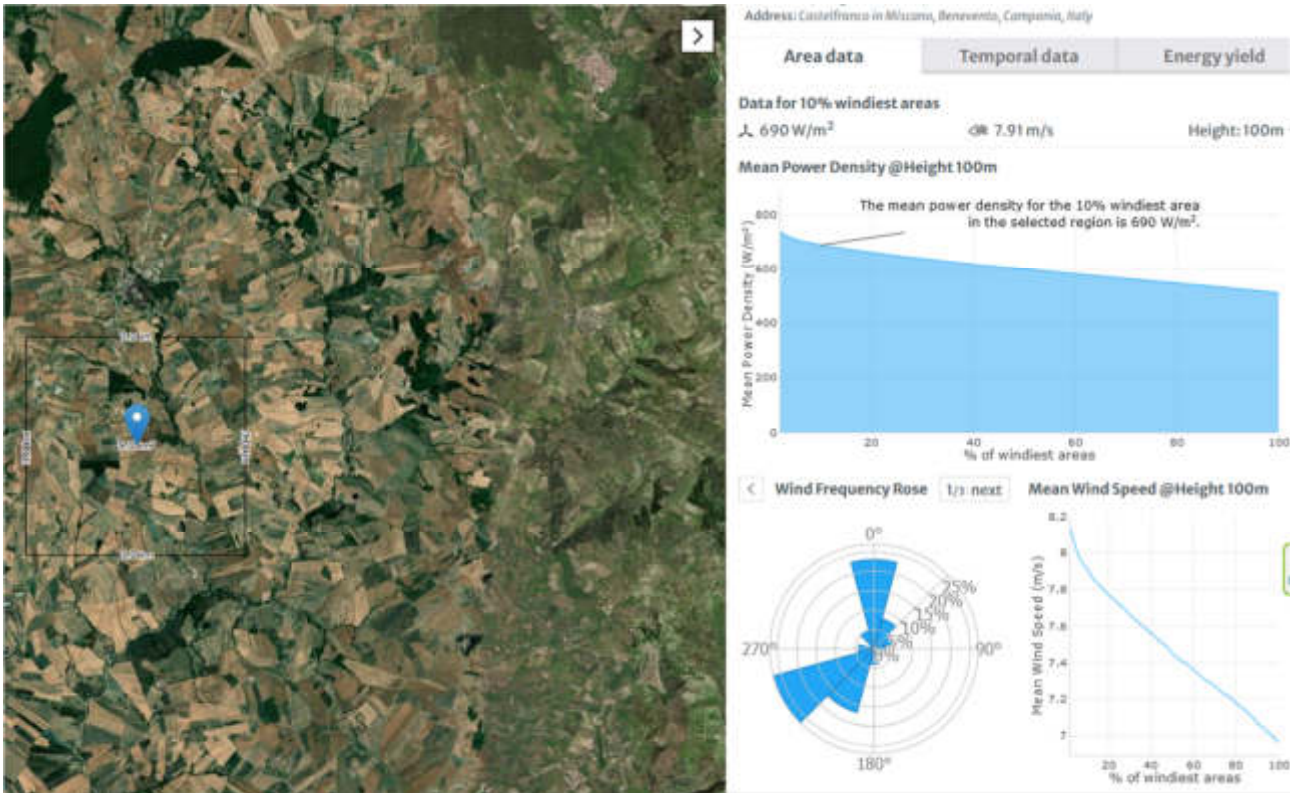 Address: Castelfranco in Miscano, Benevento, Campania, Italy
Area data
Temporal data
Energy yield
Data for 10% windiest areas
690 W/m²
7.91 m/s
Height: 100m
Mean Power Density @Height 100m
The mean power density for the 10% windiest area
in the selected region is 690 W/m².
Mean Power Density (W/m²)
800
600
400
200
0
20
40
60
80
100
% of windiest areas
Wind Frequency Rose
1/3 next
0°
25%
20%
15%
10%
270°
90°
180°
Mean Wind Speed @Height 100m
Mean Wind Speed (m/s)
8.2
8
7.8
7.6
7.4
7.2
7
20
40
60
80
100
% of windiest areas